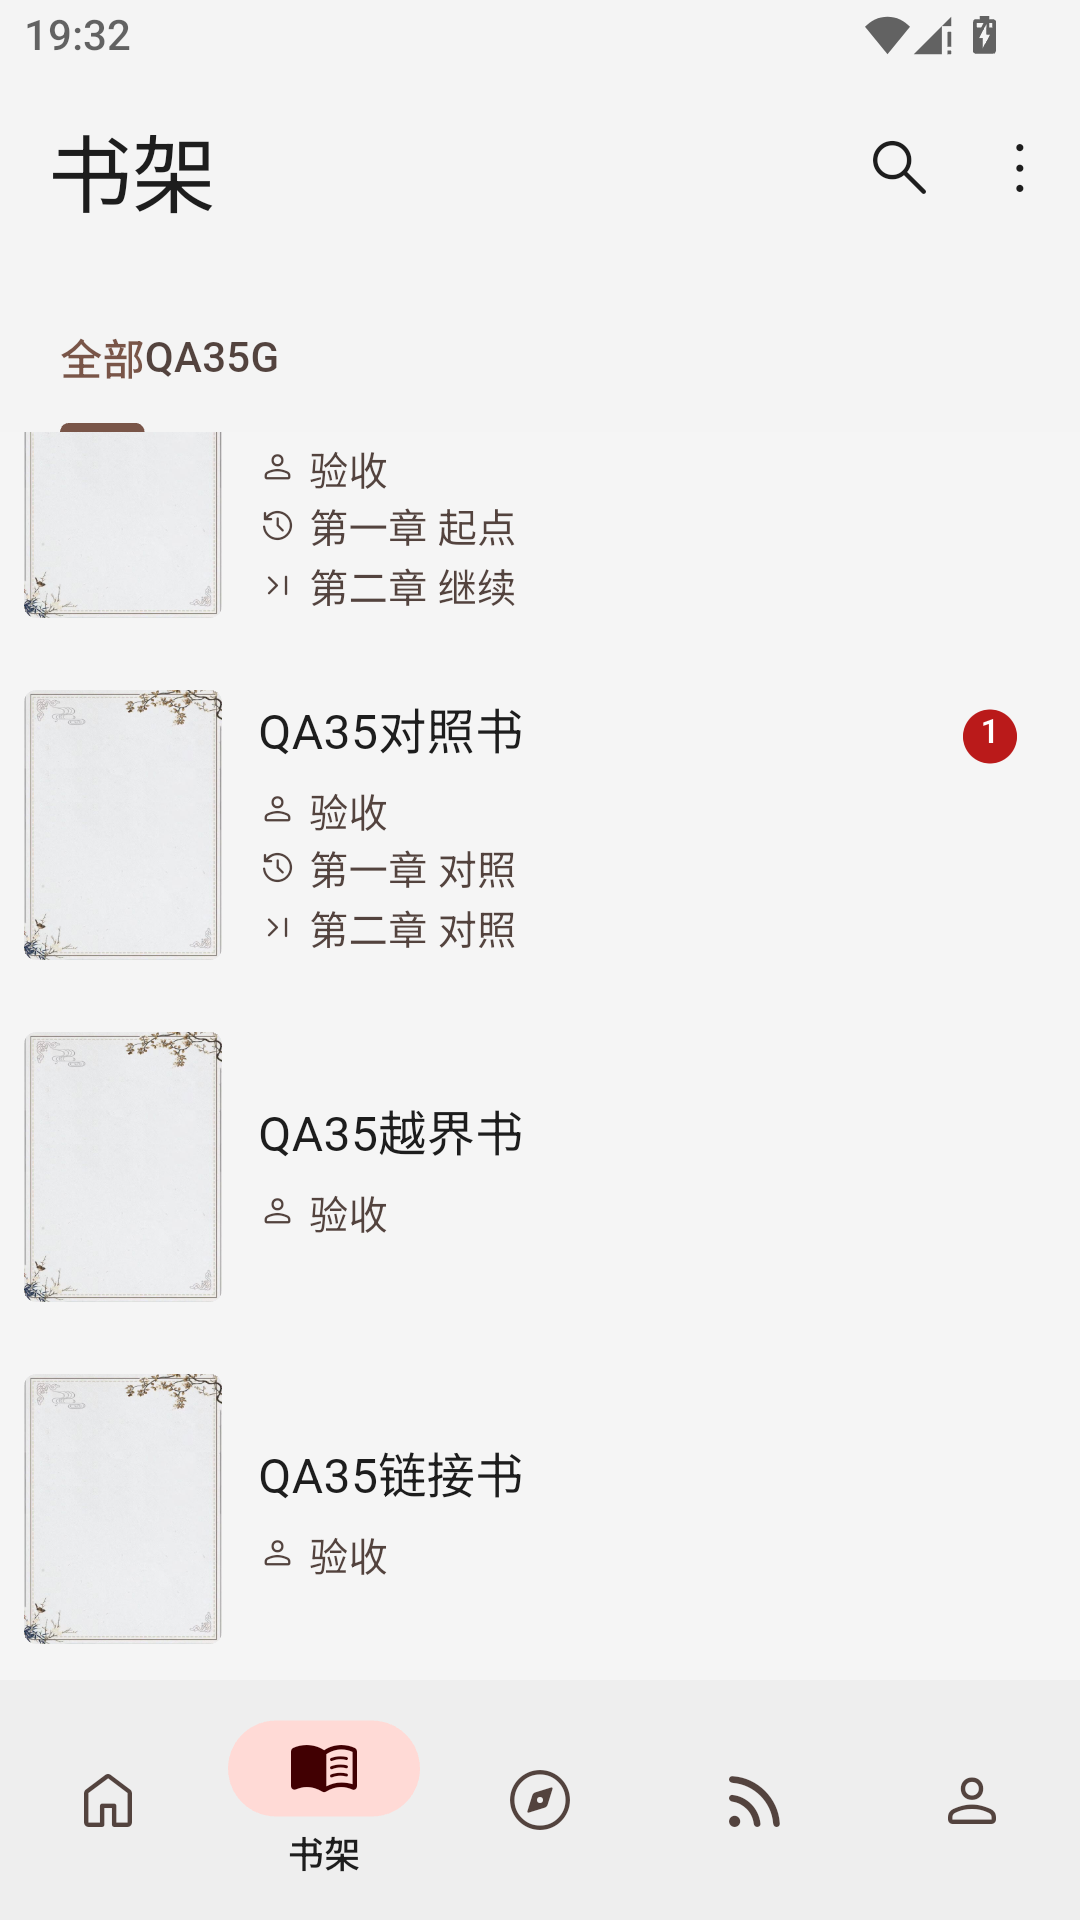 19:32
书架
全部QA35G
验收
第一章 起点
第二章 继续
QA35对照书
1
验收
第一章 对照
第二章 对照
QA35越界书
验收
QA35链接书
验收
书架